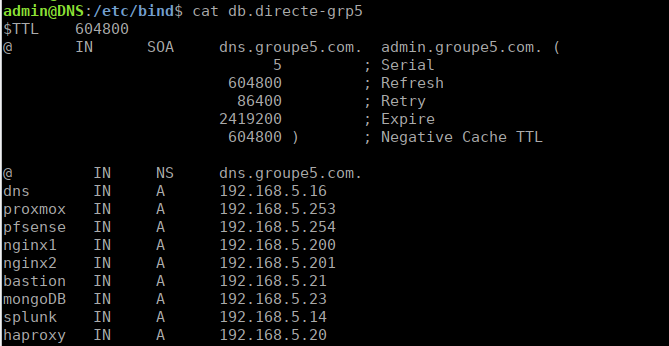 admin@DNS:/etc/bind$ cat db.directe-grp5
$TTL    604800
@       IN      SOA     dns.groupe5.com.  admin.groupe5.com. (
                              5         ; Serial
                         604800         ; Refresh
                          86400         ; Retry
                        2419200         ; Expire
                         604800 )       ; Negative Cache TTL
@         IN     NS     dns.groupe5.com.
dns       IN     A      192.168.5.16
proxmox   IN     A      192.168.5.253
pfsense   IN     A      192.168.5.254
nginx1    IN     A      192.168.5.200
nginx2    IN     A      192.168.5.201
bastion   IN     A      192.168.5.21
mongoDB   IN     A      192.168.5.23
splunk    IN     A      192.168.5.14
haproxy   IN     A      192.168.5.20